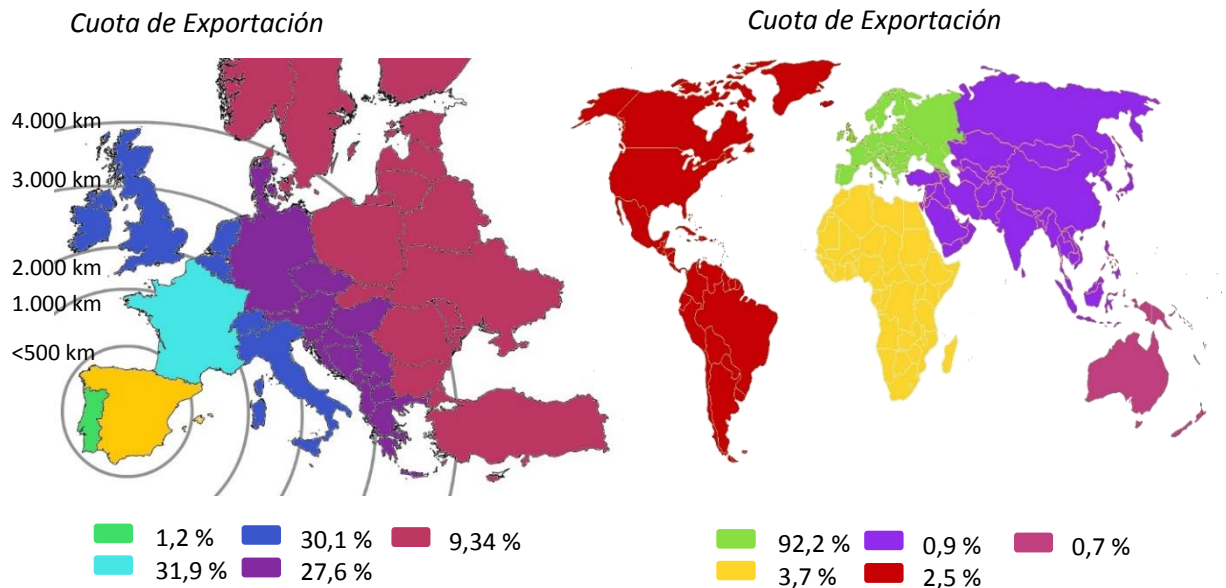 Cuota de Exportación
4.000 km
3.000 km
2.000 km
1.000 km
<500 km
1,2 %
30,1 %
9,34 %
31,9 %
27,6 %
Cuota de Exportación
92,2 %
0,9 %
0,7 %
3,7 %
2,5 %